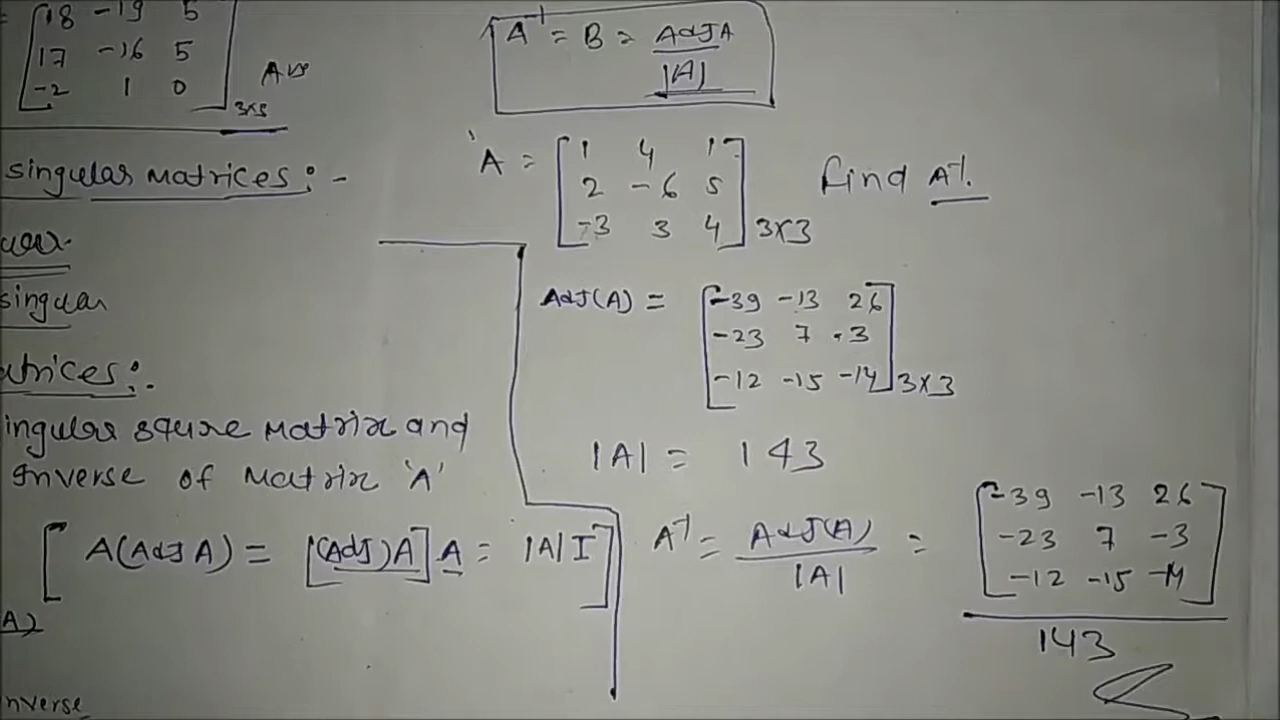 = [18 -19 5
17 -16 5
-2 1 0] 3x3 Ans
singular matrices: -
singular
atrices:.
ingular squre Matrix and
Inverse of Matrix 'A'
[A(Adj A) = [(Adj)A] A = |A| I]
A)
nverse
A⁻¹ = B = AdjA / |A|
'A = [1 4 1
2 -6 5
-3 3 4] 3x3 find A⁻¹.
Adj(A) = [-39 -13 26
-23 7 -3
-12 -15 -14] 3x3
|A| = 143
A⁻¹ = Adj(A) / |A| = [-39 -13 26
-23 7 -3
-12 -15 -14]
143